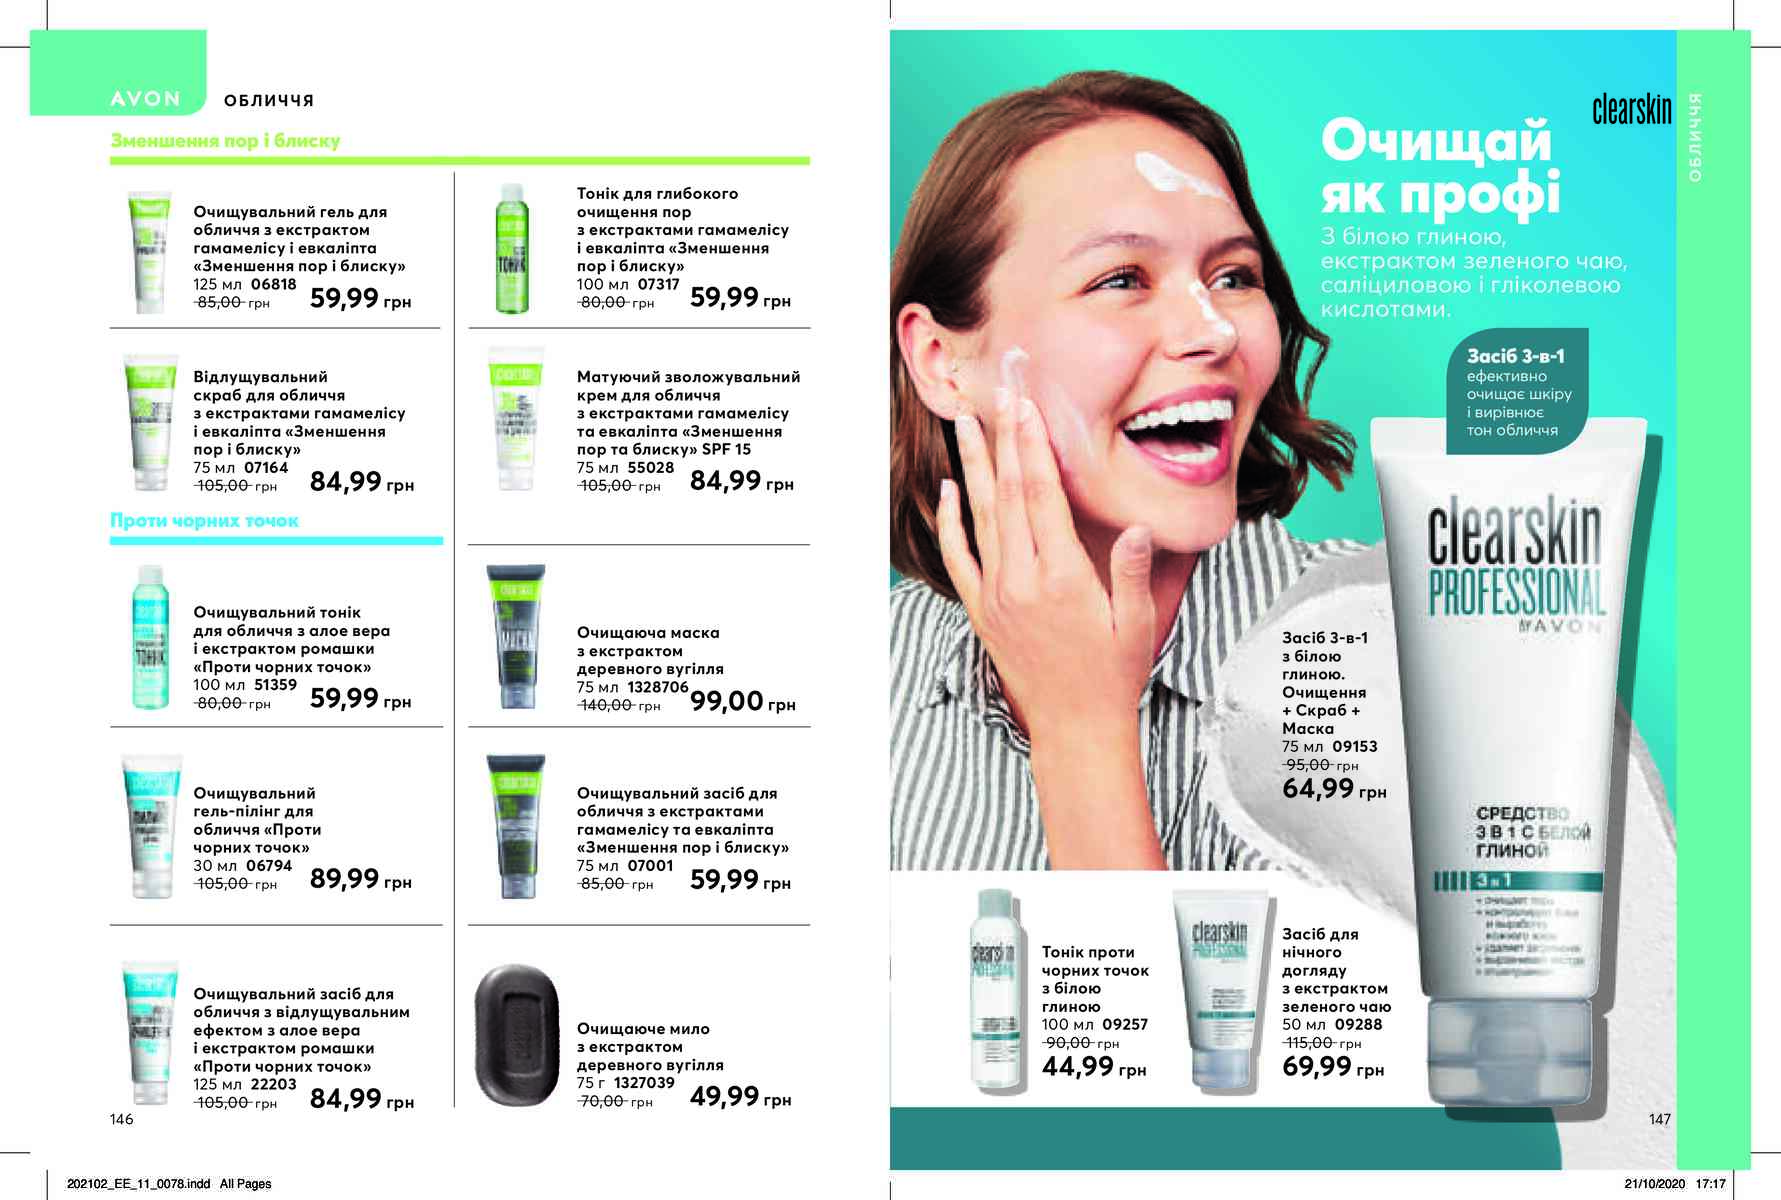 AVON
ОБЛИЧЧЯ
Зменшення пор і блиску
Очищувальний гель для
обличчя з екстрактом
гамамелісу і евкаліпта
«Зменшення пор і блиску»
125 мл 06818
85,00 грн 59,99 грн
Тонік для глибокого
очищення пор
з екстрактами гамамелісу
і евкаліпта «Зменшення
пор і блиску»
100 мл 07317
80,00 грн 59,99 грн
Відлущувальний
скраб для обличчя
з екстрактами гамамелісу
і евкаліпта «Зменшення
пор і блиску»
75 мл 07164
105,00 грн 84,99 грн
Матуючий зволожувальний
крем для обличчя
з екстрактами гамамелісу
та евкаліпта «Зменшення
пор та блиску» SPF 15
75 мл 55028
105,00 грн 84,99 грн
Проти чорних точок
Очищувальний тонік
для обличчя з алое вера
і екстрактом ромашки
«Проти чорних точок»
100 мл 51359
80,00 грн 59,99 грн
Очищаюча маска
з екстрактом
деревного вугілля
75 мл 1328706
140,00 грн 99,00 грн
Очищувальний
гель-пілінг для
обличчя «Проти
чорних точок»
30 мл 06794
105,00 грн 89,99 грн
Очищувальний засіб для
обличчя з екстрактами
гамамелісу та евкаліпта
«Зменшення пор і блиску»
75 мл 07001
85,00 грн 59,99 грн
Очищувальний засіб для
обличчя з відлущувальним
ефектом з алое вера
і екстрактом ромашки
«Проти чорних точок»
125 мл 22203
105,00 грн 84,99 грн
Очищаюче мило
з екстрактом
деревного вугілля
75 г 1327039
70,00 грн 49,99 грн
146
clearskin
ОБЛИЧЧЯ
Очищай
як профі
З білою глиною,
екстрактом зеленого чаю,
саліциловою і гліколевою
кислотами.
Засіб 3-в-1
ефективно
очищає шкіру
і вирівнює
тон обличчя
clearskin
PROFESSIONAL
BY AVON
СРЕДСТВО
3 В 1 С БЕЛОЙ
ГЛИНОЙ
3 в 1
Засіб 3-в-1
з білою
глиною.
Очищення
+ Скраб +
Маска
75 мл 09153
95,00 грн
64,99 грн
clearskin
PROFESSIONAL
Тонік проти
чорних точок
з білою
глиною
100 мл 09257
90,00 грн
44,99 грн
clearskin
PROFESSIONAL
Засіб для
нічного
догляду
з екстрактом
зеленого чаю
50 мл 09288
115,00 грн
69,99 грн
147
202102_EE_11_0078.indd All Pages
21/10/2020 17:17